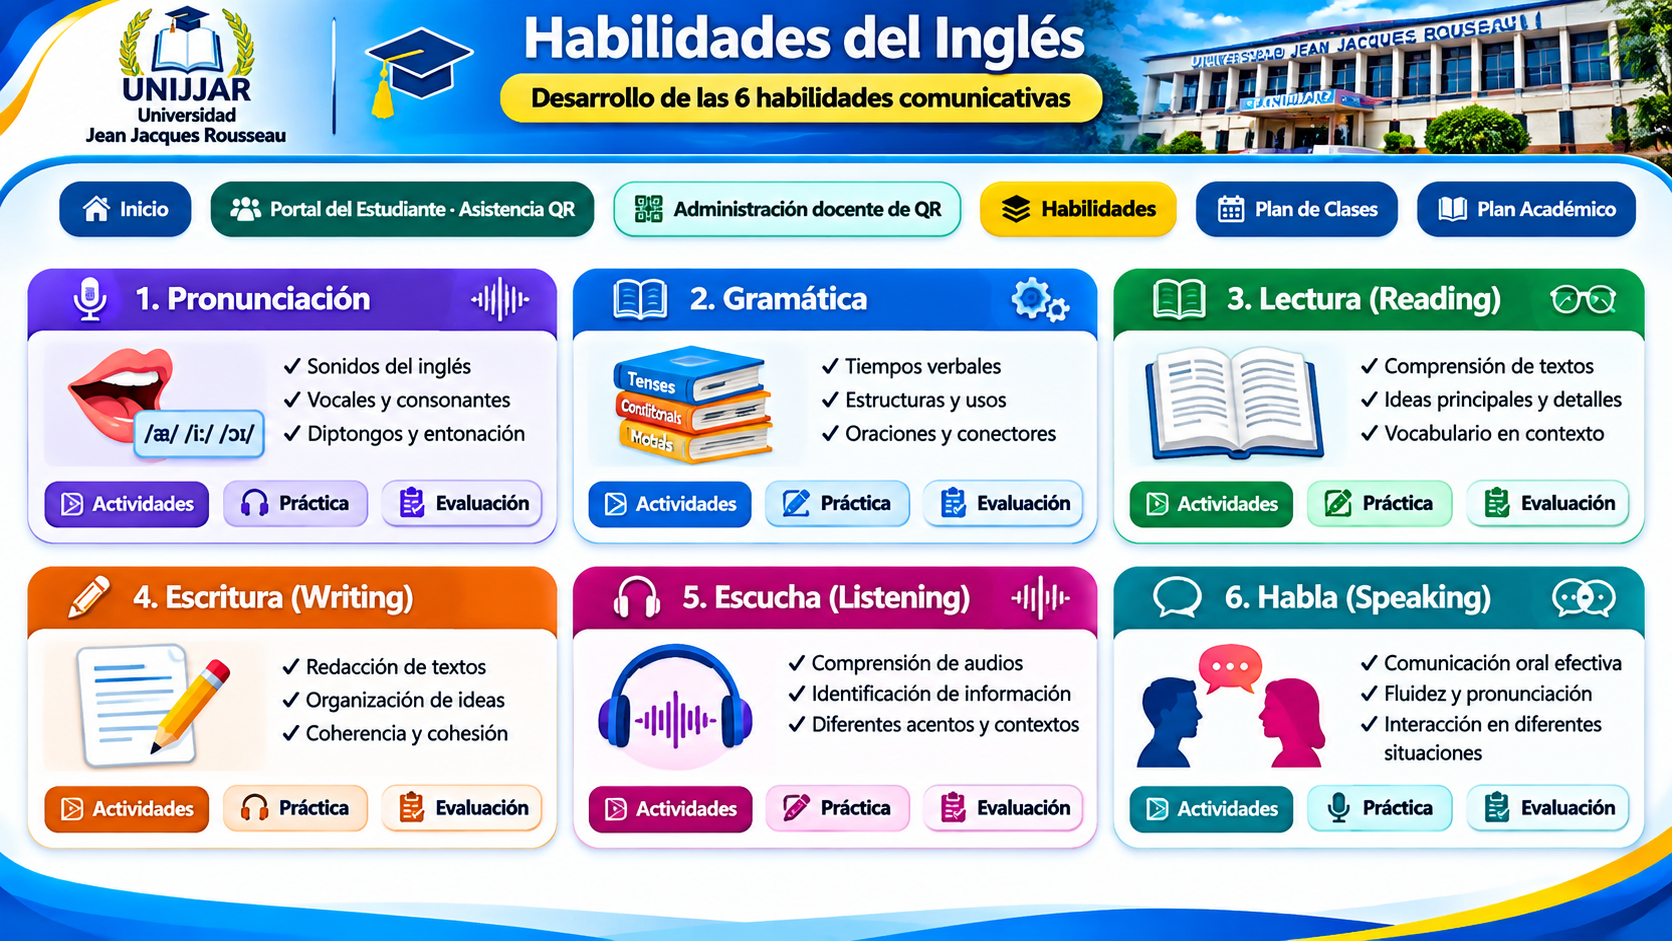 UNIJJAR
Universidad
Jean Jacques Rousseau
Habilidades del Inglés
Desarrollo de las 6 habilidades comunicativas
JEAN JACQUES ROUSSEAU
Inicio
Portal del Estudiante · Asistencia QR
Administración docente de QR
Habilidades
Plan de Clases
Plan Académico
1. Pronunciación
/æ/ /i:/ /ɔɪ/
✓ Sonidos del inglés
✓ Vocales y consonantes
✓ Diptongos y entonación
Actividades
Práctica
Evaluación
2. Gramática
Tenses
✓ Tiempos verbales
✓ Estructuras y usos
✓ Oraciones y conectores
Actividades
Práctica
Evaluación
3. Lectura (Reading)
✓ Comprensión de textos
✓ Ideas principales y detalles
✓ Vocabulario en contexto
Actividades
Práctica
Evaluación
4. Escritura (Writing)
✓ Redacción de textos
✓ Organización de ideas
✓ Coherencia y cohesión
Actividades
Práctica
Evaluación
5. Escucha (Listening)
✓ Comprensión de audios
✓ Identificación de información
✓ Diferentes acentos y contextos
Actividades
Práctica
Evaluación
6. Habla (Speaking)
✓ Comunicación oral efectiva
✓ Fluidez y pronunciación
✓ Interacción en diferentes
situaciones
Actividades
Práctica
Evaluación